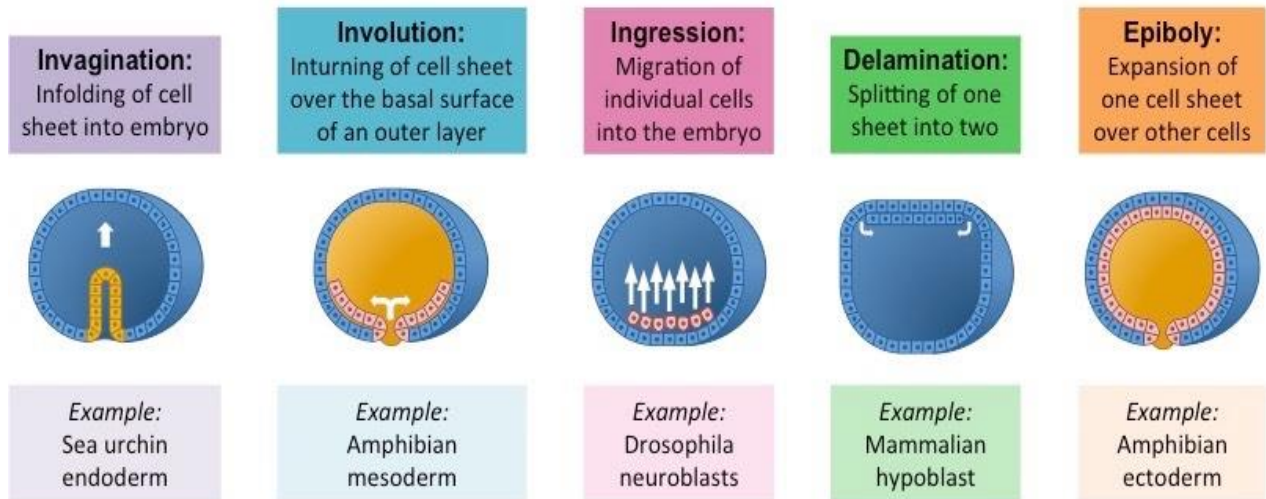 Invagination:
Infolding of cell
sheet into embryo
Involution:
Inturning of cell sheet
over the basal surface
of an outer layer
Ingression:
Migration of
individual cells
into the embryo
Delamination:
Splitting of one
sheet into two
Epiboly:
Expansion of
one cell sheet
over other cells
Example:
Sea urchin
endoderm
Example:
Amphibian
mesoderm
Example:
Drosophila
neuroblasts
Example:
Mammalian
hypoblast
Example:
Amphibian
ectoderm